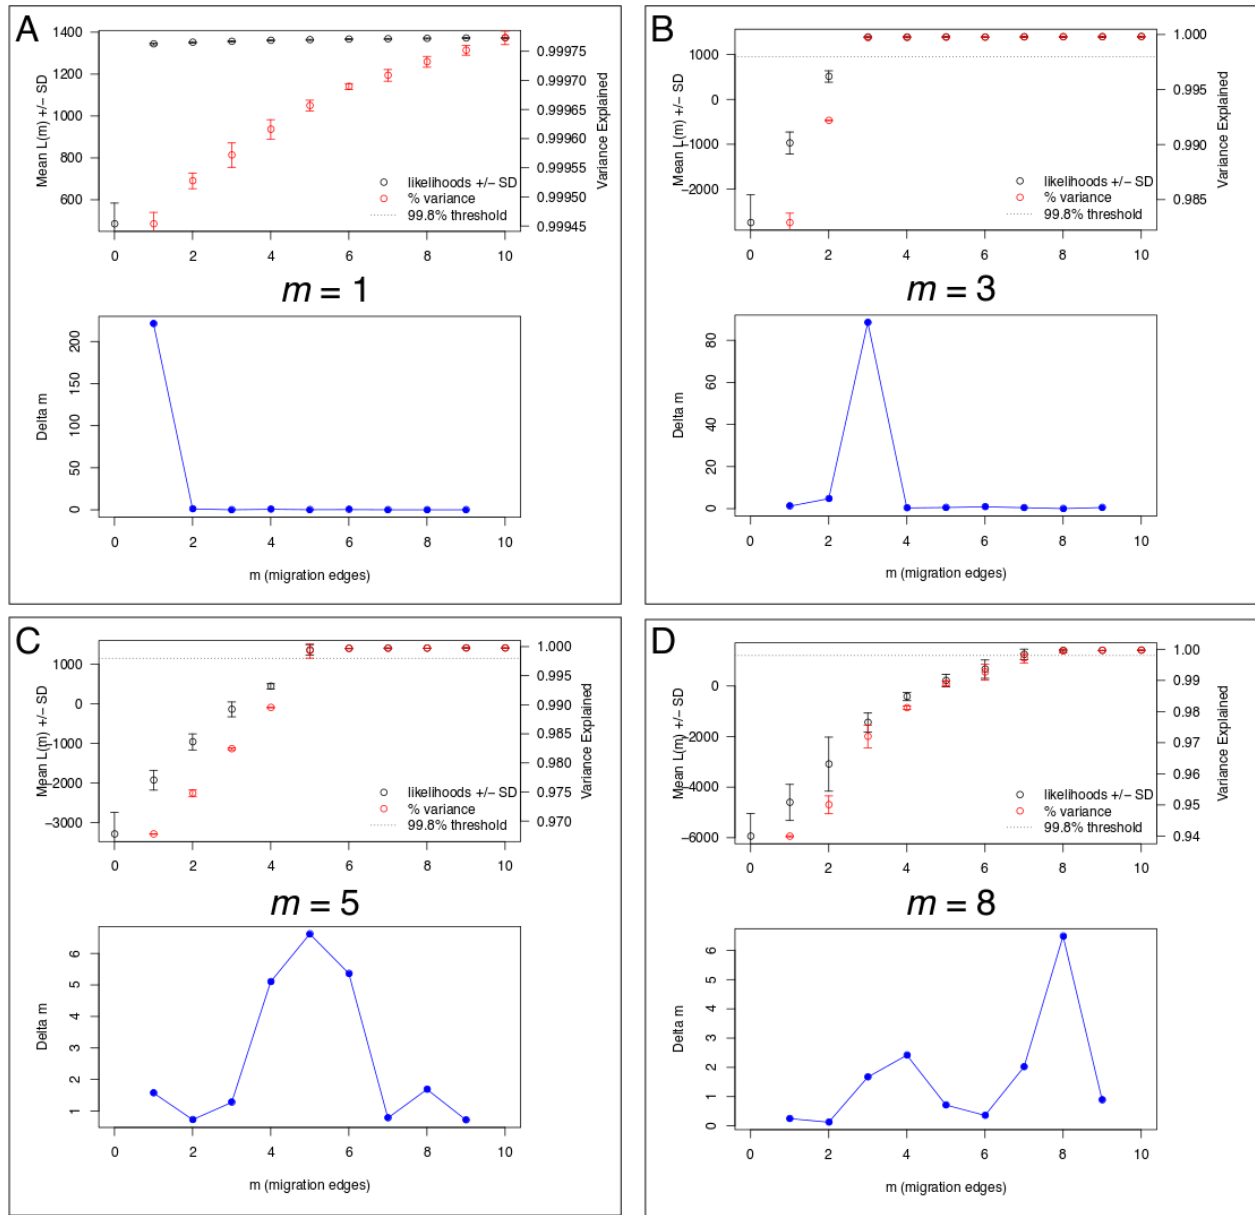 A
1400
1200
1000
800
600
Mean L(m) +/− SD
0.99975
0.99970
0.99965
0.99960
0.99955
0.99950
0.99945
Variance Explained
likelihoods +/− SD
% variance
99.8% threshold
0 2 4 6 8 10
m = 1
200
150
100
50
0
Delta m
0 2 4 6 8 10
m (migration edges)
B
1000
0
−1000
−2000
Mean L(m) +/− SD
1.000
0.995
0.990
0.985
Variance Explained
likelihoods +/− SD
% variance
99.8% threshold
0 2 4 6 8 10
m = 3
80
60
40
20
0
Delta m
0 2 4 6 8 10
m (migration edges)
C
1000
0
−1000
−2000
−3000
Mean L(m) +/− SD
1.000
0.995
0.990
0.985
0.980
0.975
0.970
Variance Explained
likelihoods +/− SD
% variance
99.8% threshold
0 2 4 6 8 10
m = 5
6
5
4
3
2
1
Delta m
0 2 4 6 8 10
m (migration edges)
D
0
−2000
−4000
−6000
Mean L(m) +/− SD
1.00
0.99
0.98
0.97
0.96
0.95
0.94
Variance Explained
likelihoods +/− SD
% variance
99.8% threshold
0 2 4 6 8 10
m = 8
6
5
4
3
2
1
0
Delta m
0 2 4 6 8 10
m (migration edges)